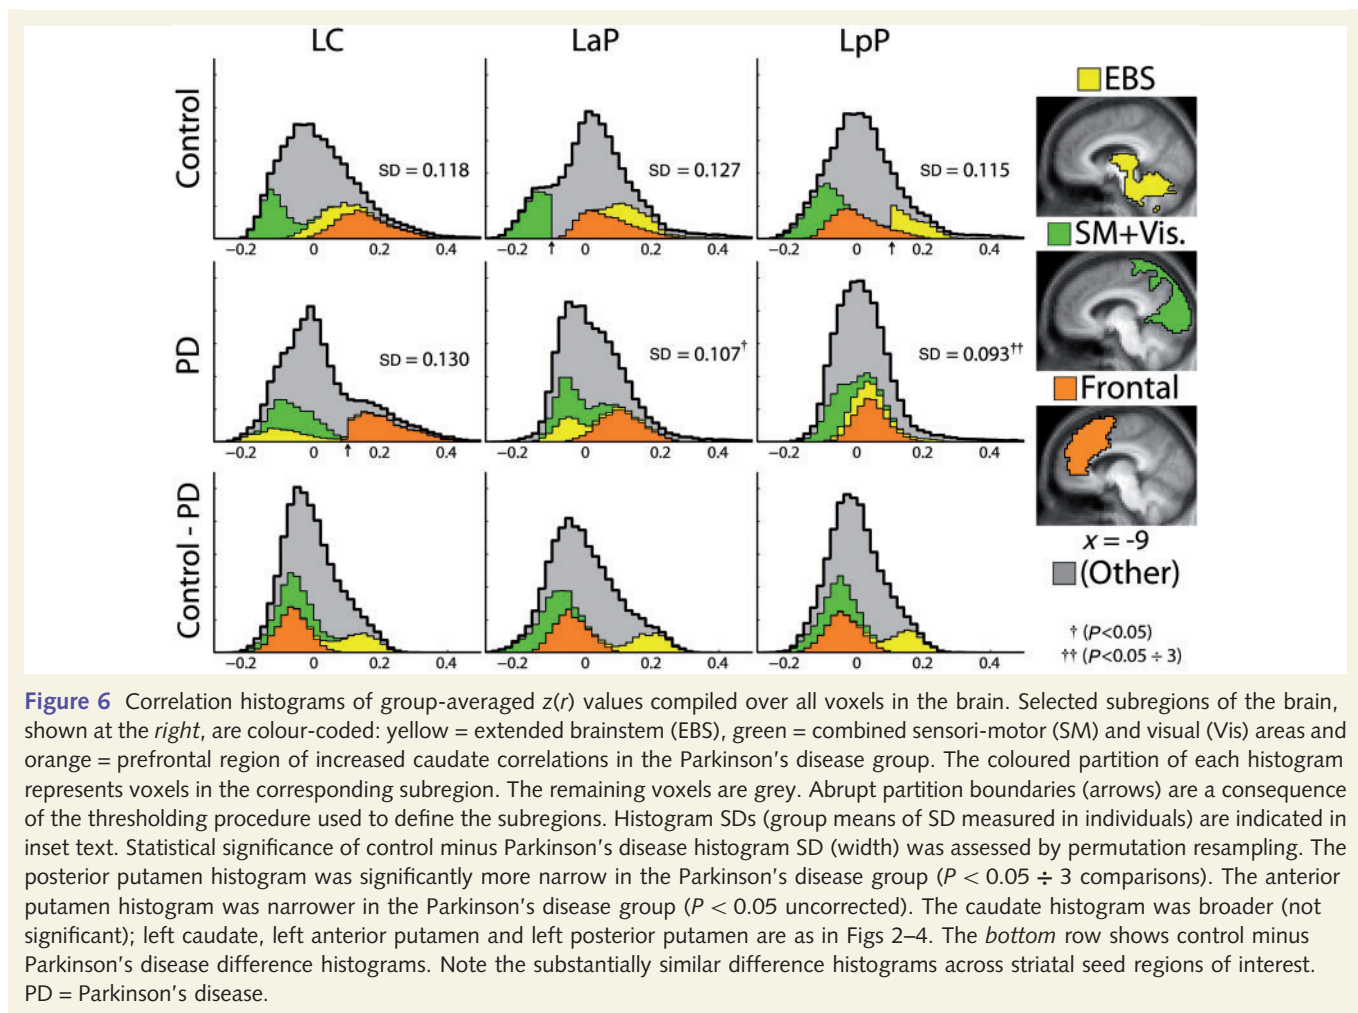 LC LaP LpP
Control
SD = 0.118
SD = 0.127
SD = 0.115
−0.2 0 0.2 0.4
−0.2 ↑ 0 0.2 0.4
−0.2 0 ↑ 0.2 0.4
PD
SD = 0.130
SD = 0.107†
SD = 0.093††
−0.2 0 ↑ 0.2 0.4
−0.2 0 0.2 0.4
−0.2 0 0.2 0.4
Control - PD
−0.2 0 0.2 0.4
−0.2 0 0.2 0.4
−0.2 0 0.2 0.4
EBS
SM+Vis.
Frontal
x = -9
(Other)
† (P<0.05)
†† (P<0.05 ÷ 3)
Figure 6 Correlation histograms of group-averaged z(r) values compiled over all voxels in the brain. Selected subregions of the brain,
shown at the right, are colour-coded: yellow = extended brainstem (EBS), green = combined sensori-motor (SM) and visual (Vis) areas and
orange = prefrontal region of increased caudate correlations in the Parkinson's disease group. The coloured partition of each histogram
represents voxels in the corresponding subregion. The remaining voxels are grey. Abrupt partition boundaries (arrows) are a consequence
of the thresholding procedure used to define the subregions. Histogram SDs (group means of SD measured in individuals) are indicated in
inset text. Statistical significance of control minus Parkinson's disease histogram SD (width) was assessed by permutation resampling. The
posterior putamen histogram was significantly more narrow in the Parkinson's disease group (P < 0.05 ÷ 3 comparisons). The anterior
putamen histogram was narrower in the Parkinson's disease group (P < 0.05 uncorrected). The caudate histogram was broader (not
significant); left caudate, left anterior putamen and left posterior putamen are as in Figs 2–4. The bottom row shows control minus
Parkinson's disease difference histograms. Note the substantially similar difference histograms across striatal seed regions of interest.
PD = Parkinson's disease.